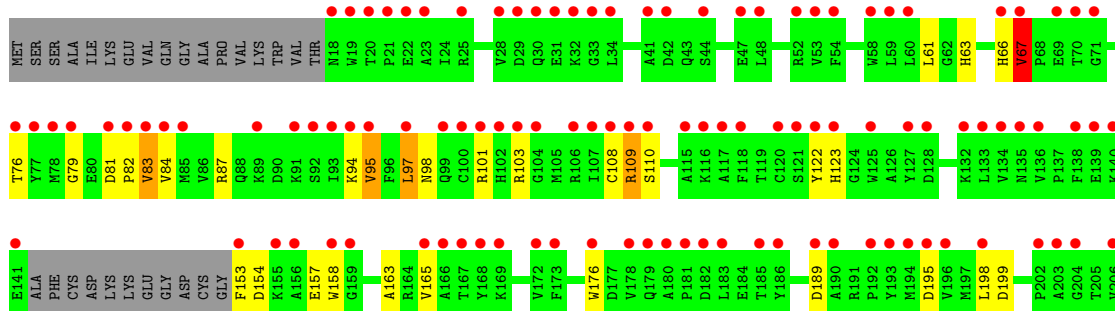 MET SER SER ALA ILE LYS GLU VAL GLN GLY ALA PRO VAL LYS TRP VAL THR N18 W19 T20 P21 E22 A23 I24 R25 V28 D29 Q30 E31 K32 G33 L34 A41 D42 Q43 S44 E47 L48 R52 V53 F54 W58 L59 L60 L61 G62 H63 H66 V67 P68 E69 T70 G71
T76 Y77 M78 G79 E80 D81 P82 V83 V84 M85 V86 R87 Q88 K89 D90 K91 S92 I93 K94 V95 F96 L97 N98 Q99 C100 R101 H102 R103 G104 M105 R106 I107 C108 R109 S110 A115 K116 A117 F118 T119 C120 S121 Y122 H123 G124 W125 A126 Y127 D128 K132 L133 V134 N135 V136 P137 F138 E139 K140
E141 ALA PHE CYS ASP LYS LYS GLU GLY ASP CYS GLY F153 D154 K155 A156 E157 W158 G159 A163 R164 V165 A166 T167 Y168 K169 V172 F173 W176 D177 V178 Q179 A180 P181 D182 L183 E184 T185 Y186 D189 A190 R191 P192 Y193 M194 D195 V196 M197 L198 D199 P202 A203 G204 T205